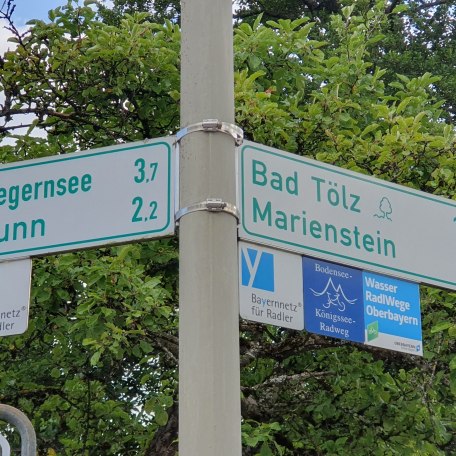 egernsee 3,7
unn 2,2
netz®
adler
Bad Tölz
Marienstein
Bayernnetz®
für Radler
Bodensee-
Königssee-
Radweg
Wasser
RadlWege
Oberbayern